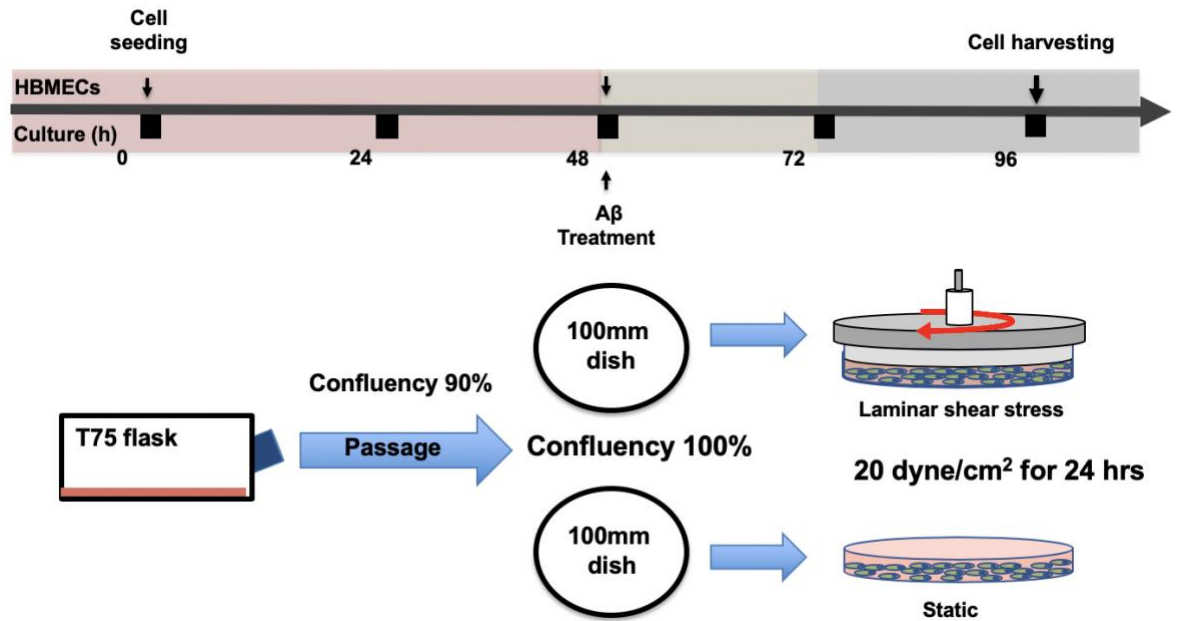 Cell
seeding
Cell harvesting
HBMECs
Culture (h)
0
24
48
72
96
Aβ
Treatment
100mm
dish
Confluency 90%
Laminar shear stress
T75 flask
Passage
Confluency 100%
20 dyne/cm² for 24 hrs
100mm
dish
Static